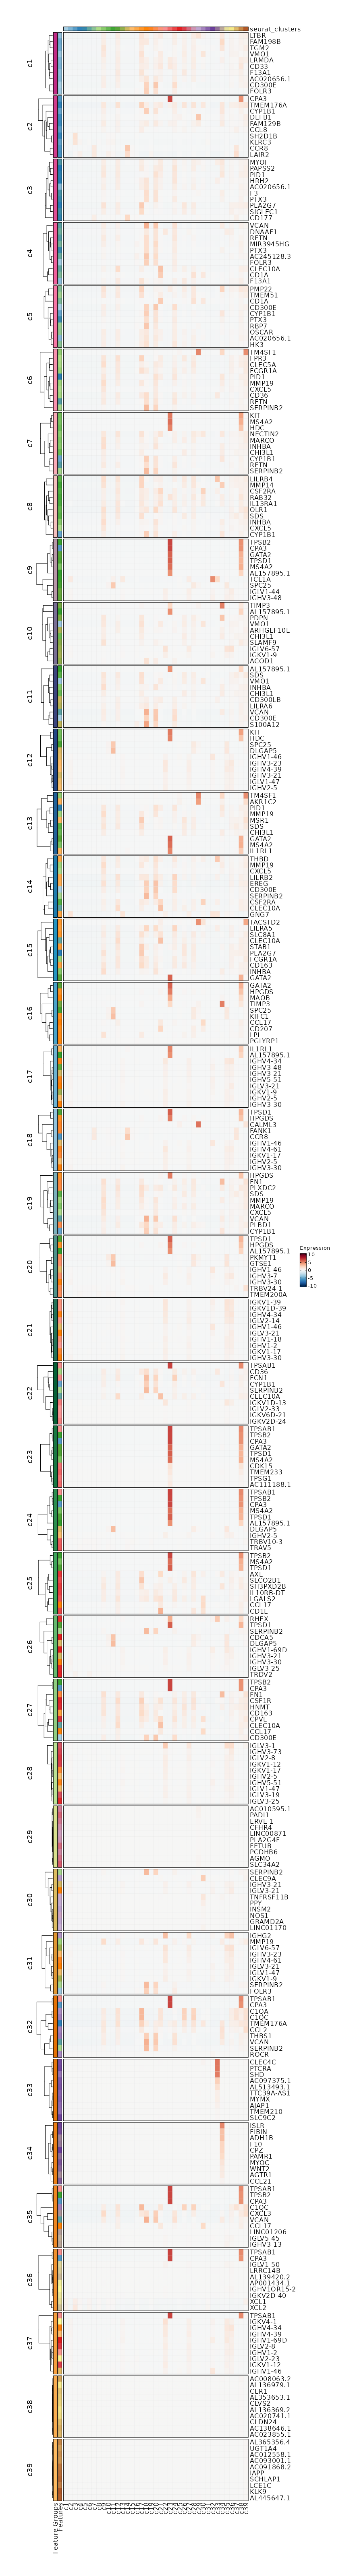 seurat_clusters
c1
LTBR
FAM198B
TGM2
VMO1
LRMDA
CD33
F13A1
AC020656.1
CD300E
FOLR3
c2
CPA3
TMEM176A
CYP1B1
DEFB1
FAM129B
CCL8
SH2D1B
KLRC3
CCR8
LAIR2
c3
MYOF
PAPSS2
PID1
HRH2
AC020656.1
F3
PTX3
PLA2G7
SIGLEC1
CD177
c4
VCAN
DNAAF1
RETN
MIR3945HG
PTX3
AC245128.3
FOLR3
CLEC10A
CD1A
F13A1
c5
PMP22
TMEM51
CD1A
CD300E
CYP1B1
PTX3
RBP7
OSCAR
AC020656.1
HK3
c6
TM4SF1
FPR3
CLEC5A
FCGR1A
PID1
MMP19
CXCL5
CD36
RETN
SERPINB2
c7
KIT
MS4A2
HDC
NECTIN2
MARCO
INHBA
CHI3L1
CYP1B1
RETN
SERPINB2
c8
LILRB4
MMP14
CSF2RA
RAB32
IL13RA1
OLR1
SDS
INHBA
CXCL5
CYP1B1
c9
TPSB2
CPA3
GATA2
TPSD1
MS4A2
AL157895.1
TCL1A
SPC25
IGLV1-44
IGHV3-48
c10
TIMP3
AL157895.1
PDPN
VMO1
ARHGEF10L
CHI3L1
SLAMF9
IGLV6-57
IGKV1-9
ACOD1
c11
AL157895.1
SDS
VMO1
INHBA
CHI3L1
CD300LB
LILRA6
VCAN
CD300E
S100A12
c12
KIT
HDC
SPC25
DLGAP5
IGHV1-46
IGHV3-23
IGHV4-39
IGHV3-21
IGLV1-47
IGHV2-5
c13
TM4SF1
AKR1C2
PID1
MMP19
MSR1
SDS
CHI3L1
GATA2
MS4A2
IL1RL1
c14
THBD
MMP19
CXCL5
LILRB2
EREG
CD300E
SERPINB2
CSF2RA
CLEC10A
GNG7
c15
TACSTD2
LILRA5
SLC8A1
CLEC10A
STAB1
PLA2G7
FCGR1A
CD163
INHBA
GATA2
c16
GATA2
HPGDS
MAOB
TIMP3
SPC25
KIFC1
CCL17
CD207
LPL
PGLYRP1
c17
IL1RL1
AL157895.1
IGHV4-34
IGHV3-48
IGHV3-21
IGHV5-51
IGLV3-21
IGKV1-9
IGHV2-5
IGHV3-30
c18
TPSD1
HPGDS
CALML3
FANK1
CCR8
IGHV1-46
IGHV4-61
IGKV1-17
IGHV2-5
IGHV3-30
c19
HPGDS
FN1
PLXDC2
SDS
MMP19
MARCO
CXCL5
VCAN
PLBD1
CYP1B1
c20
TPSD1
HPGDS
AL157895.1
PKMYT1
GTSE1
IGHV1-46
IGHV3-7
IGHV3-30
TRBV24-1
TMEM200A
c21
IGKV1-39
IGKV1D-39
IGHV4-34
IGLV2-14
IGHV1-46
IGLV3-21
IGHV1-18
IGHV1-2
IGKV1-17
IGHV3-30
c22
TPSAB1
CD36
FCN1
CYP1B1
SERPINB2
CLEC10A
IGKV1D-13
IGLV2-33
IGKV6D-21
IGKV2D-24
c23
TPSAB1
TPSB2
CPA3
GATA2
TPSD1
MS4A2
CDK15
TMEM233
TPSG1
AC111188.1
c24
TPSAB1
TPSB2
CPA3
MS4A2
TPSD1
AL157895.1
DLGAP5
IGHV2-5
TRBV10-3
TRAV5
c25
TPSB2
MS4A2
TPSD1
AXL
SLCO2B1
SH3PXD2B
IL10RB-DT
LGALS2
CCL17
CD1E
c26
RHEX
TPSD1
SERPINB2
CDCA5
DLGAP5
IGHV1-69D
IGHV3-21
IGHV3-30
IGLV3-25
TRDV2
c27
TPSB2
CPA3
FN1
CSF1R
HNMT
CD163
CPVL
CLEC10A
CCL17
CD300E
c28
IGLV3-1
IGHV3-73
IGLV2-8
IGKV1-12
IGKV1-17
IGHV2-5
IGHV5-51
IGLV1-47
IGLV3-19
IGLV3-25
c29
AC010595.1
PADI1
ERVE-1
CFHR4
LINC00871
PLA2G4F
FETUB
PCDHB6
AGMO
SLC34A2
c30
SERPINB2
CLEC9A
IGHV3-21
IGLV3-21
TNFRSF11B
PPY
INSM2
NOS1
GRAMD2A
LINC01170
c31
IGHG2
MMP19
IGLV6-57
IGHV3-23
IGHV4-61
IGLV3-21
IGLV1-47
IGKV1-9
SERPINB2
FOLR3
c32
TPSAB1
CPA3
C1QA
C1QC
TMEM176A
CCL2
THBS1
VCAN
SERPINB2
ROCR
c33
CLEC4C
PTCRA
SHD
AC097375.1
AL513493.1
TTC39A-AS1
MYMX
AJAP1
TMEM210
SLC9C2
c34
ISLR
FIBIN
ADH1B
F10
CPZ
PAMR1
MYOC
WNT2
AGTR1
CCL21
c35
TPSAB1
TPSB2
CPA3
C1QC
CXCL3
VCAN
CCL17
LINC01206
IGLV5-45
IGHV3-13
c36
TPSAB1
CPA3
IGLV1-50
LRRC14B
AL139420.2
AP001434.1
IGHV1OR15-2
IGKV2D-40
XCL1
XCL2
c37
TPSAB1
IGKV4-1
IGHV4-34
IGHV4-39
IGHV1-69D
IGLV2-8
IGHV1-2
IGLV2-23
IGKV1-12
IGHV1-46
c38
AC008063.2
AL136979.1
CER1
AL353653.1
CLVS2
AL136369.2
AC020741.1
CLDN24
AC138646.1
AC023855.1
c39
AL365356.4
UGT1A4
AC012558.1
AC093001.1
AC091868.2
IAPP
SCHLAP1
LCE1C
KLK9
AL445647.1
Expression
10
5
0
-5
-10
Feature Groups
Features